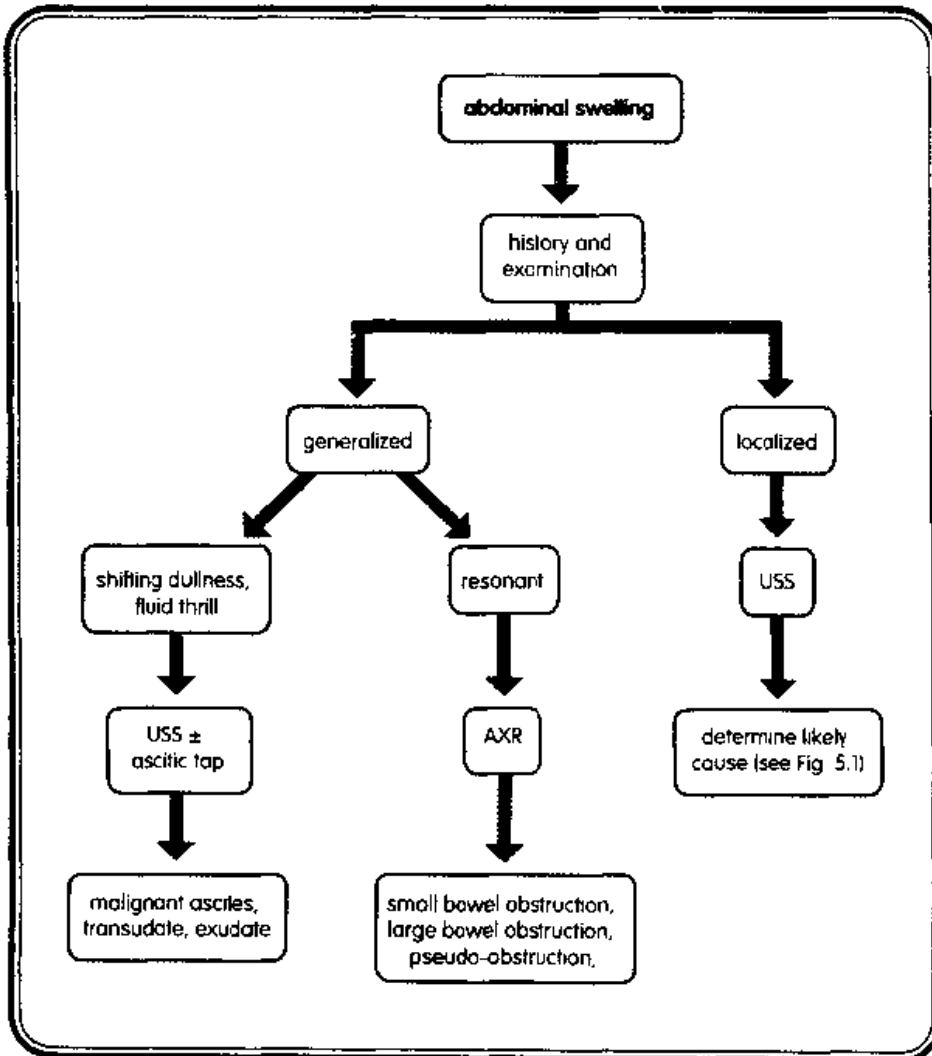 abdominal swelling
history and
examination
generalized
localized
shifting dullness,
fluid thrill
resonant
USS
USS ±
ascitic tap
AXR
determine likely
cause (see Fig 5.1)
malignant ascites,
transudate, exudate
small bowel obstruction,
large bowel obstruction,
pseudo-obstruction,